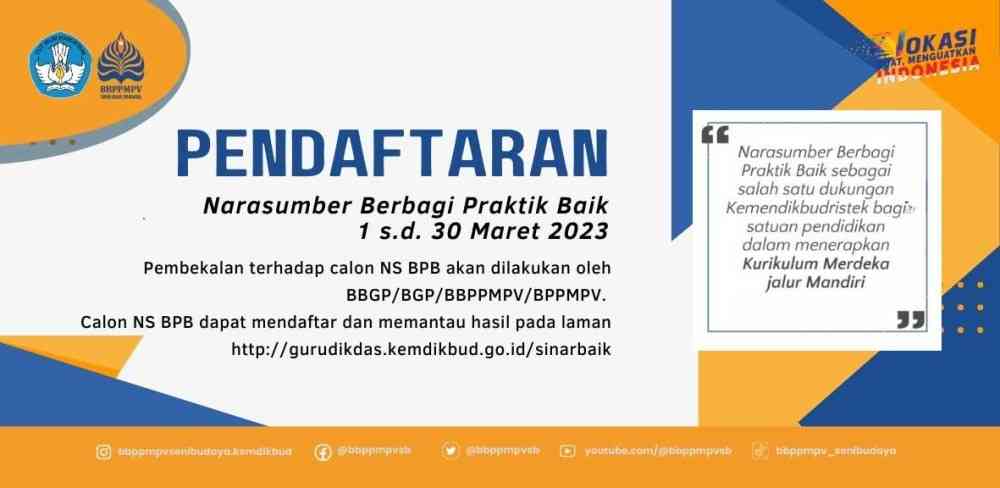 BBPPMPV
SENI DAN BUDAYA
VOKASI
KUAT, MENGUATKAN
INDONESIA
PENDAFTARAN
Narasumber Berbagi Praktik Baik
1 s.d. 30 Maret 2023
Pembekalan terhadap calon NS BPB akan dilakukan oleh
BBGP/BGP/BBPPMPV/BPPMPV.
Calon NS BPB dapat mendaftar dan memantau hasil pada laman
http://gurudikdas.kemdikbud.go.id/sinarbaik
“
Narasumber Berbagi
Praktik Baik sebagai
salah satu dukungan
Kemendikbudristek bagi
satuan pendidikan
dalam menerapkan
Kurikulum Merdeka
jalur Mandiri
”
bbppmpvsenibudaya.kemdikbud
@bbppmpvsb
@bbppmpvsb
youtube.com/@bbppmpvsb
bbppmpv_senibudaya